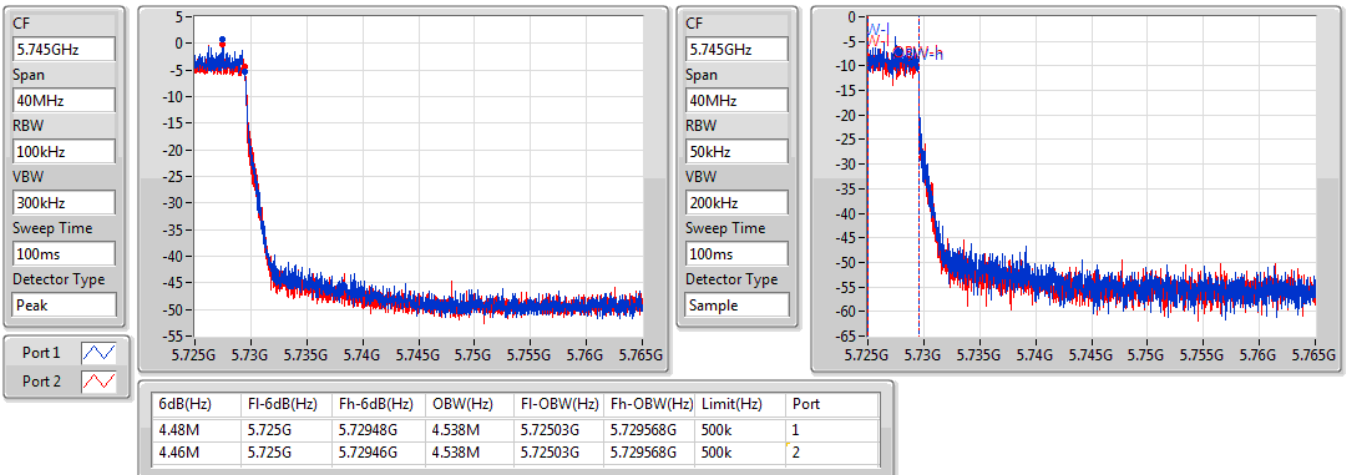 CF
5.745GHz
Span
40MHz
RBW
100kHz
VBW
300kHz
Sweep Time
100ms
Detector Type
Peak
Port 1
Port 2
5
0
-5
-10
-15
-20
-25
-30
-35
-40
-45
-50
-55
5.725G 5.73G 5.735G 5.74G 5.745G 5.75G 5.755G 5.76G 5.765G
CF
5.745GHz
Span
40MHz
RBW
50kHz
VBW
200kHz
Sweep Time
100ms
Detector Type
Sample
0
-5
-10
-15
-20
-25
-30
-35
-40
-45
-50
-55
-60
-65
5.725G 5.73G 5.735G 5.74G 5.745G 5.75G 5.755G 5.76G 5.765G
6dB(Hz) Fl-6dB(Hz) Fh-6dB(Hz) OBW(Hz) Fl-OBW(Hz) Fh-OBW(Hz) Limit(Hz) Port
4.48M 5.725G 5.72948G 4.538M 5.72503G 5.729568G 500k 1
4.46M 5.725G 5.72946G 4.538M 5.72503G 5.729568G 500k 2